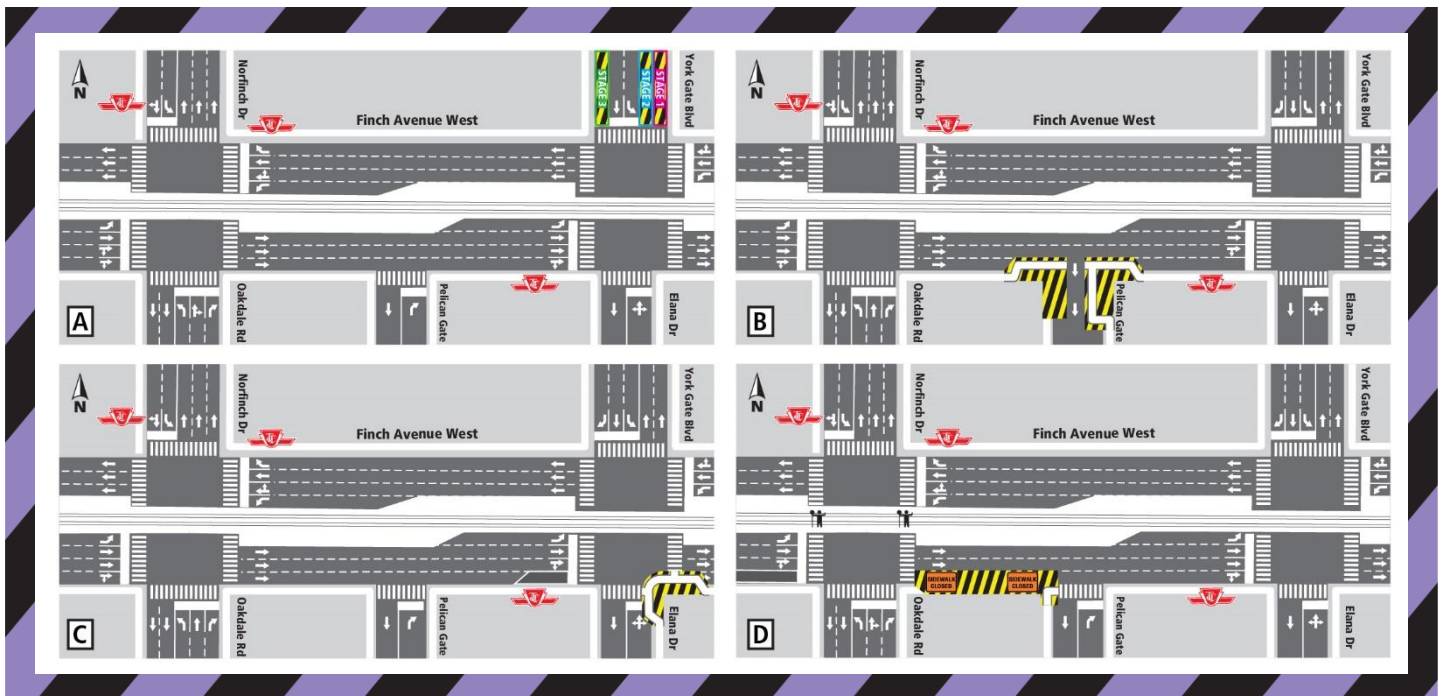 N
Norfinch Dr
Finch Avenue West
STAGE 3
STAGE 2
STAGE 1
York Gate Blvd
A
Oakdale Rd
Pelican Gate
Elana Dr
N
Norfinch Dr
Finch Avenue West
York Gate Blvd
B
Oakdale Rd
Pelican Gate
Elana Dr
N
Norfinch Dr
Finch Avenue West
York Gate Blvd
C
Oakdale Rd
Pelican Gate
Elana Dr
N
Norfinch Dr
Finch Avenue West
York Gate Blvd
SIDEWALK
CLOSED
SIDEWALK
CLOSED
D
Oakdale Rd
Pelican Gate
Elana Dr